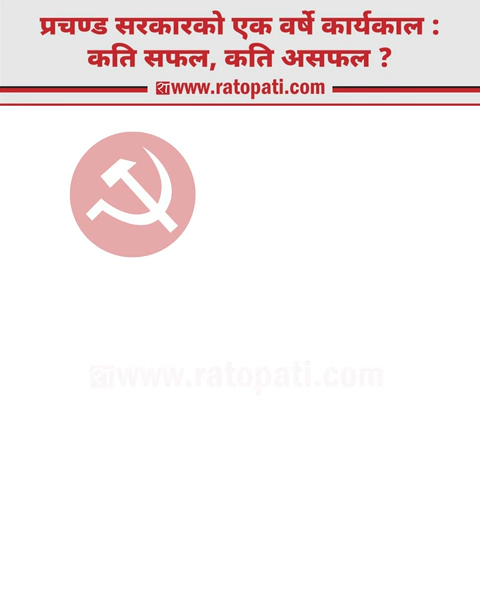 प्रचण्ड सरकारको एक वर्षे कार्यकाल :
कति सफल, कति असफल ?
www.ratopati.com
www.ratopati.com